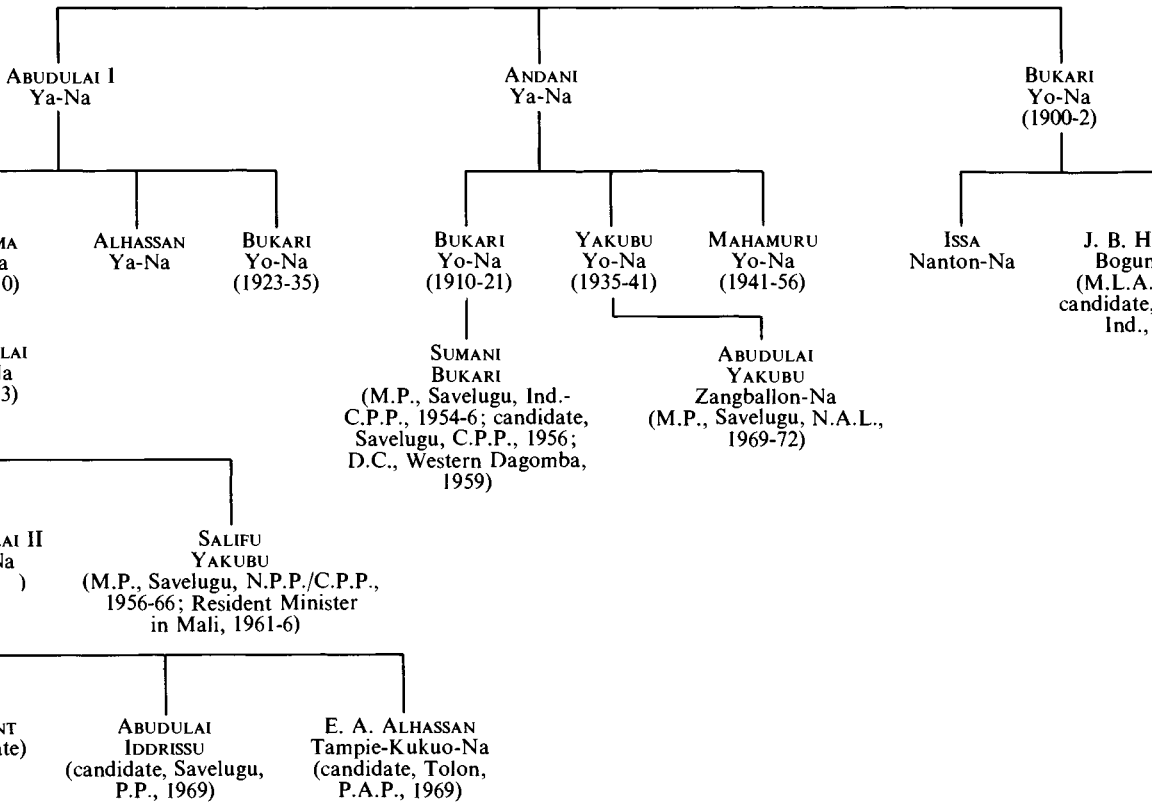 ABUDULAI I
Ya-Na
ANDANI
Ya-Na
BUKARI
Yo-Na
(1900-2)
ALHASSAN
Ya-Na
BUKARI
Yo-Na
(1923-35)
BUKARI
Yo-Na
(1910-21)
YAKUBU
Yo-Na
(1935-41)
MAHAMURU
Yo-Na
(1941-56)
ISSA
Nanton-Na
J. B. H
Bogun
(M.L.A.
candidate,
Ind.,
MA
a
0)
LAI
Na
3)
SUMANI
BUKARI
(M.P., Savelugu, Ind.-
C.P.P., 1954-6; candidate,
Savelugu, C.P.P., 1956;
D.C., Western Dagomba,
1959)
ABUDULAI
YAKUBU
Zangballon-Na
(M.P., Savelugu, N.A.L.,
1969-72)
AI II
Na
)
SALIFU
YAKUBU
(M.P., Savelugu, N.P.P./C.P.P.,
1956-66; Resident Minister
in Mali, 1961-6)
NT
ate)
ABUDULAI
IDDRISSU
(candidate, Savelugu,
P.P., 1969)
E. A. ALHASSAN
Tampie-Kukuo-Na
(candidate, Tolon,
P.A.P., 1969)